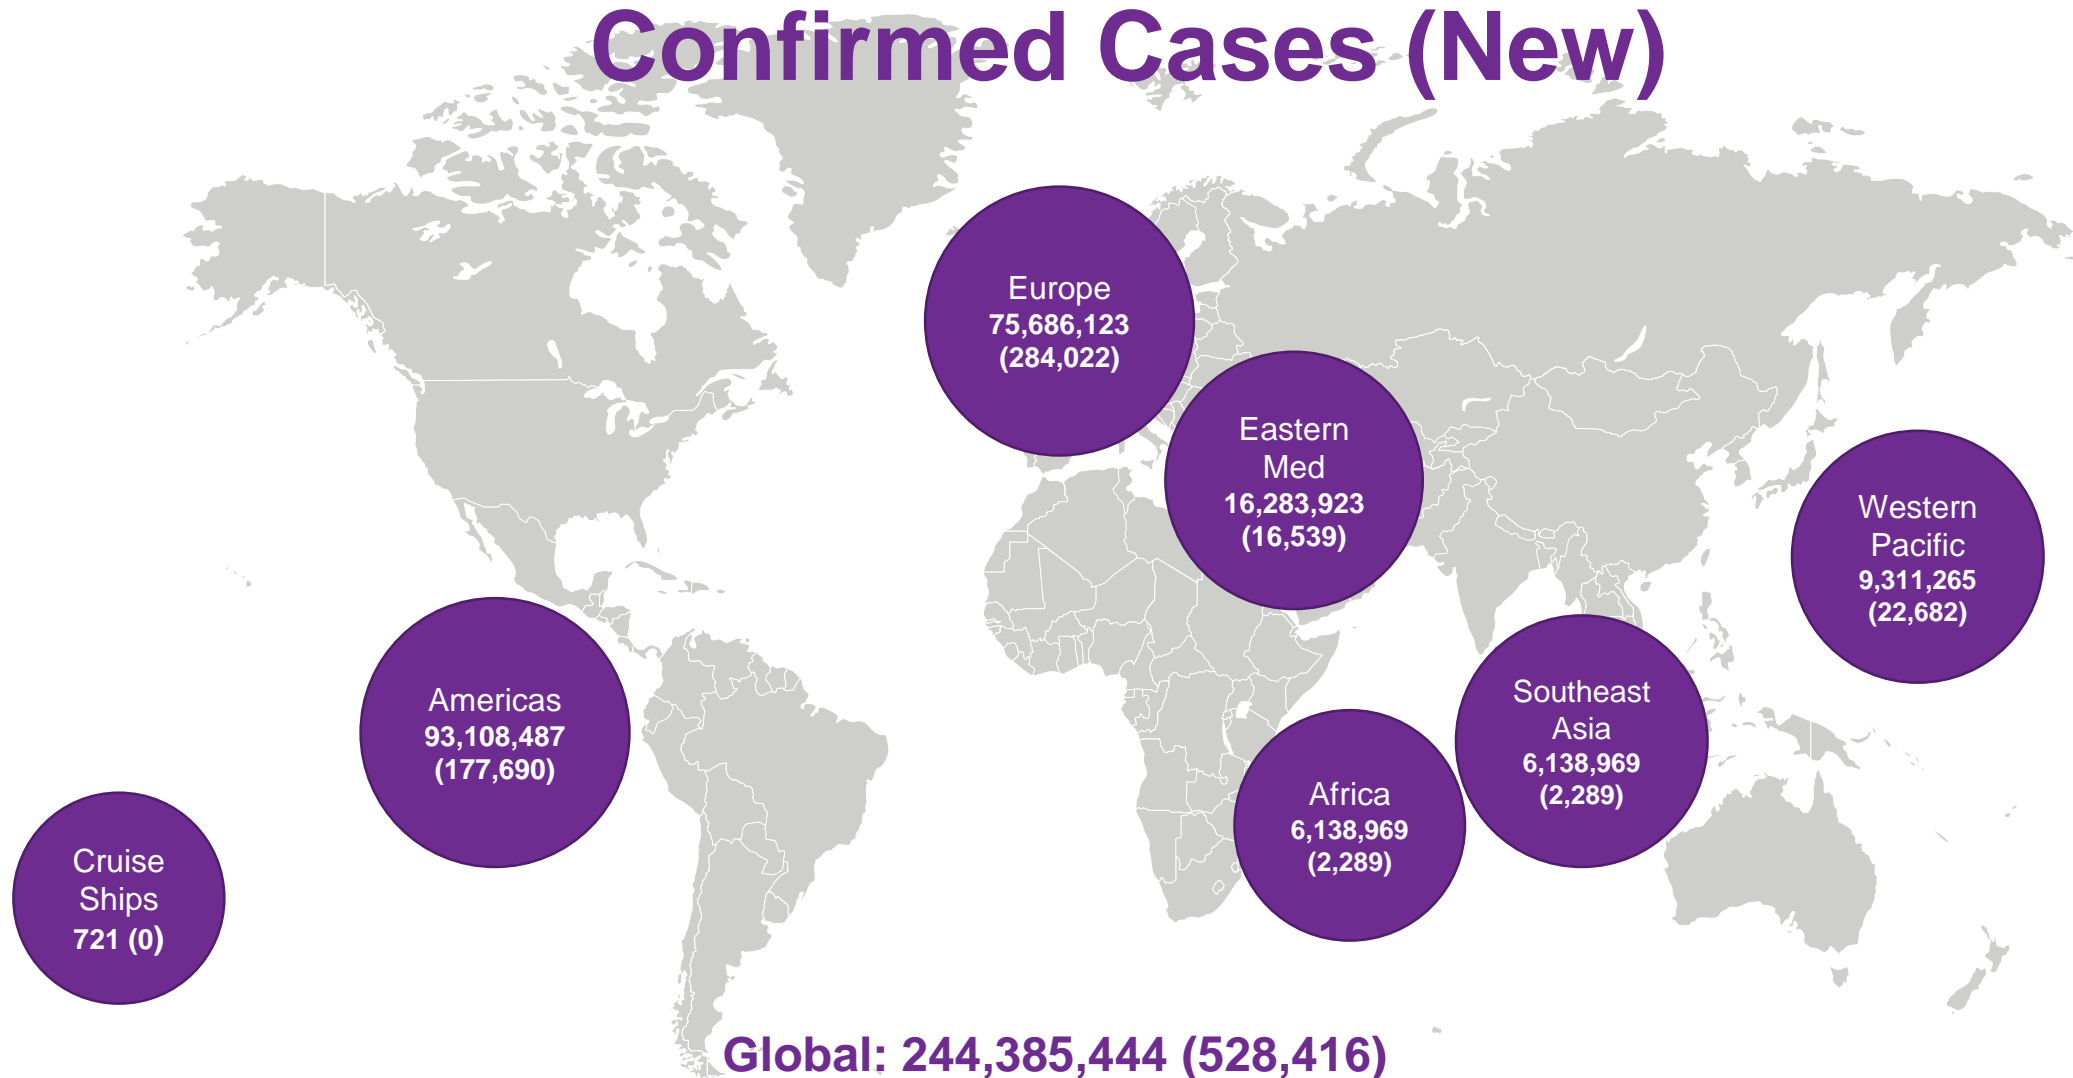 Confirmed Cases (New)
Europe
75,686,123
(284,022)
Eastern
Med
16,283,923
(16,539)
Western
Pacific
9,311,265
(22,682)
Americas
93,108,487
(177,690)
Southeast
Asia
6,138,969
(2,289)
Africa
6,138,969
(2,289)
Cruise
Ships
721 (0)
Global: 244,385,444 (528,416)